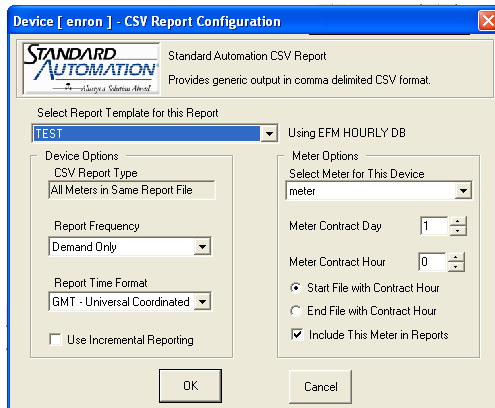 Device [ enron ] - CSV Report Configuration
STANDARD
AUTOMATION
Always a Solution Ahead
Standard Automation CSV Report
Provides generic output in comma delimited CSV format.
Select Report Template for this Report
TEST
Using EFM HOURLY DB
Device Options
CSV Report Type
All Meters in Same Report File
Report Frequency
Demand Only
Report Time Format
GMT - Universal Coordinated
Use Incremental Reporting
Meter Options
Select Meter for This Device
meter
Meter Contract Day
1
Meter Contract Hour
0
Start File with Contract Hour
End File with Contract Hour
Include This Meter in Reports
OK
Cancel